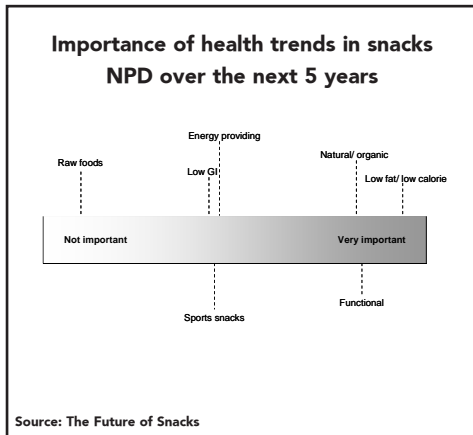 Importance of health trends in snacks
NPD over the next 5 years
Energy providing
Natural/ organic
Raw foods
Low GI
Low fat/ low calorie
Not important
Very important
Functional
Sports snacks
Source: The Future of Snacks